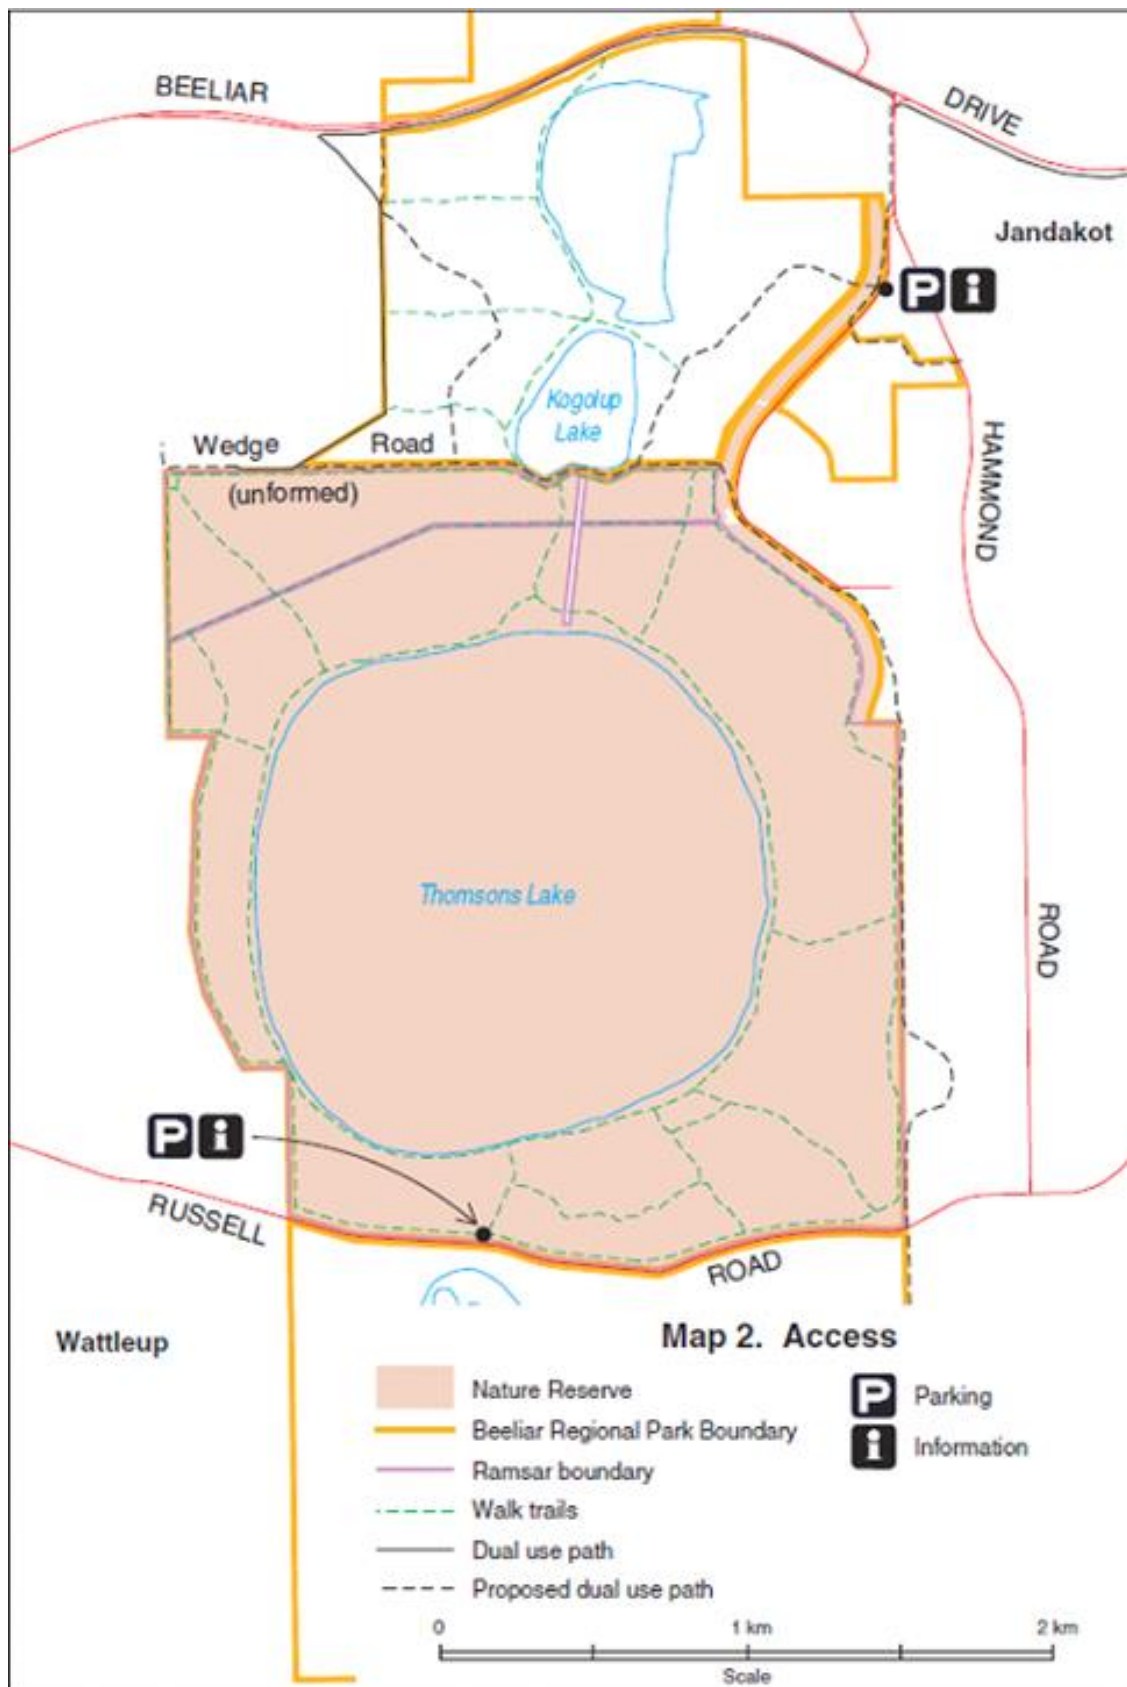 BEELIAR
DRIVE
Jandakot
P i
Kogolup
Lake
Wedge Road
(unformed)
HAMMOND
Thomsons Lake
ROAD
P i
RUSSELL
ROAD
Wattleup
Map 2. Access
Nature Reserve
Beeliar Regional Park Boundary
Ramsar boundary
Walk trails
Dual use path
Proposed dual use path
P Parking
i Information
0 1 km 2 km
Scale